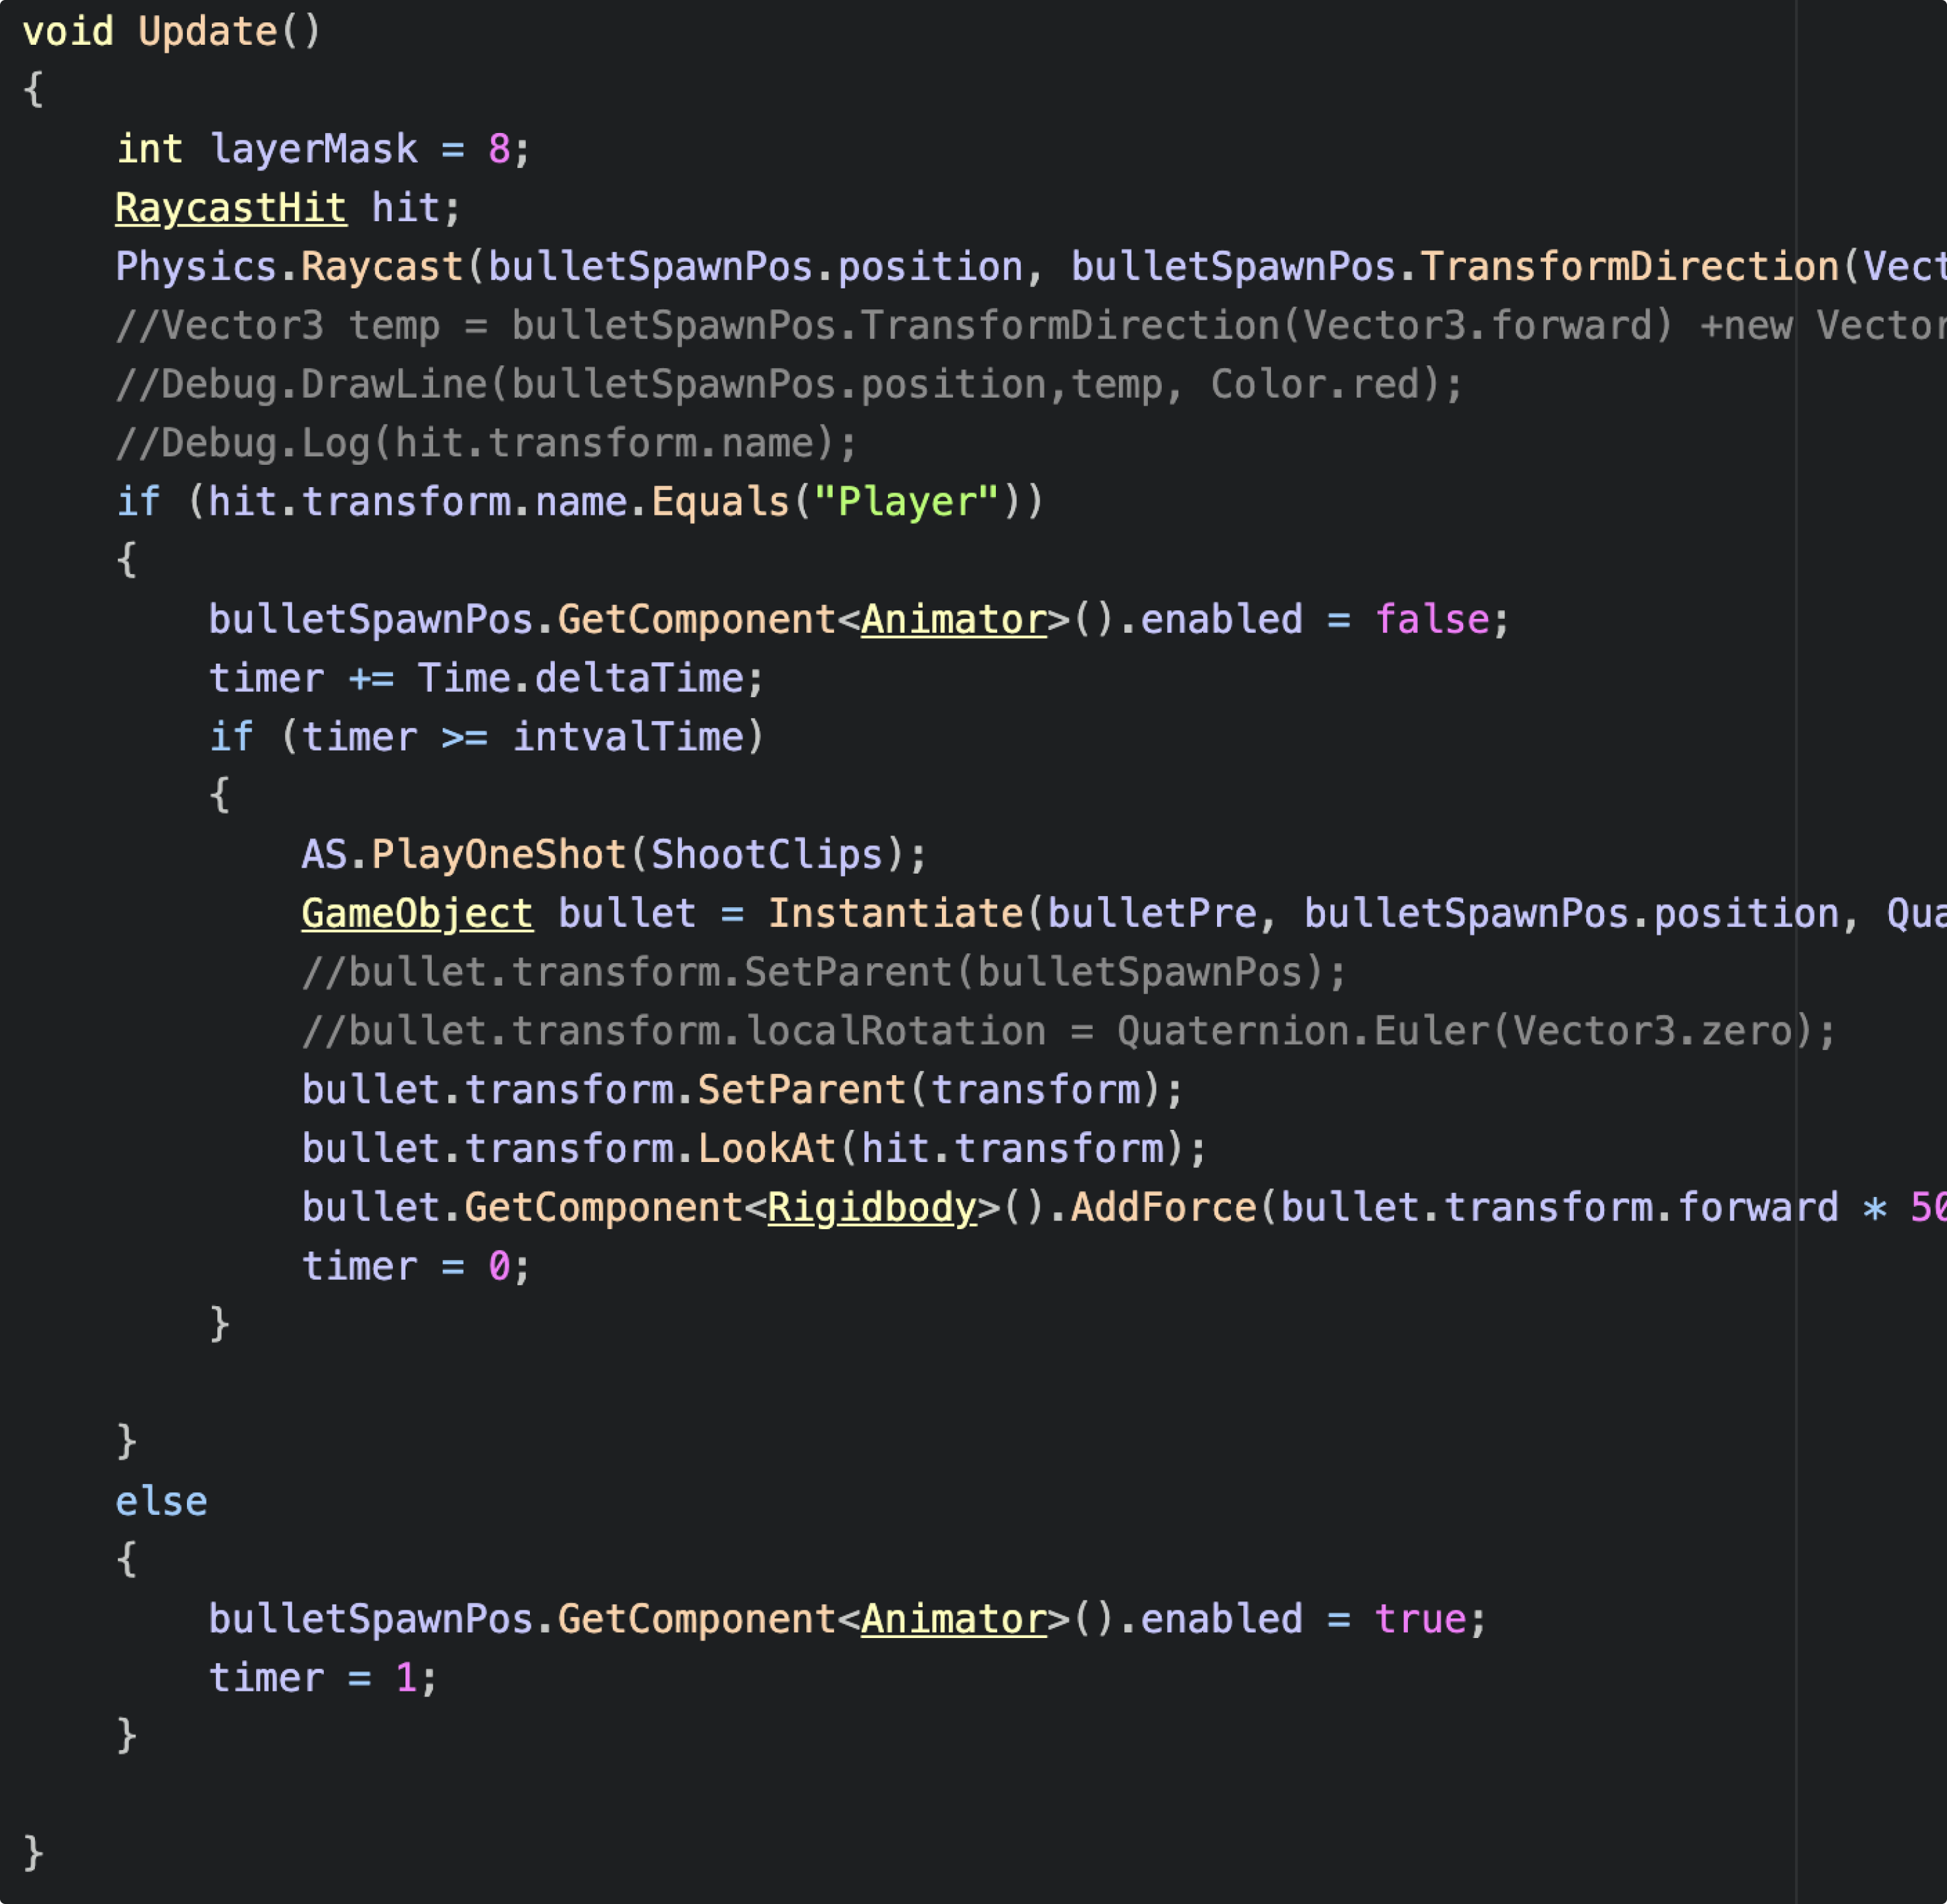 void Update()
{
int layerMask = 8;
RaycastHit hit;
Physics.Raycast(bulletSpawnPos.position, bulletSpawnPos.TransformDirection(Vect
//Vector3 temp = bulletSpawnPos.TransformDirection(Vector3.forward) +new Vector
//Debug.DrawLine(bulletSpawnPos.position,temp, Color.red);
//Debug.Log(hit.transform.name);
if (hit.transform.name.Equals("Player"))
{
bulletSpawnPos.GetComponent<Animator>().enabled = false;
timer += Time.deltaTime;
if (timer >= intvalTime)
{
AS.PlayOneShot(ShootClips);
GameObject bullet = Instantiate(bulletPre, bulletSpawnPos.position, Qua
//bullet.transform.SetParent(bulletSpawnPos);
//bullet.transform.localRotation = Quaternion.Euler(Vector3.zero);
bullet.transform.SetParent(transform);
bullet.transform.LookAt(hit.transform);
bullet.GetComponent<Rigidbody>().AddForce(bullet.transform.forward * 50
timer = 0;
}
}
else
{
bulletSpawnPos.GetComponent<Animator>().enabled = true;
timer = 1;
}
}